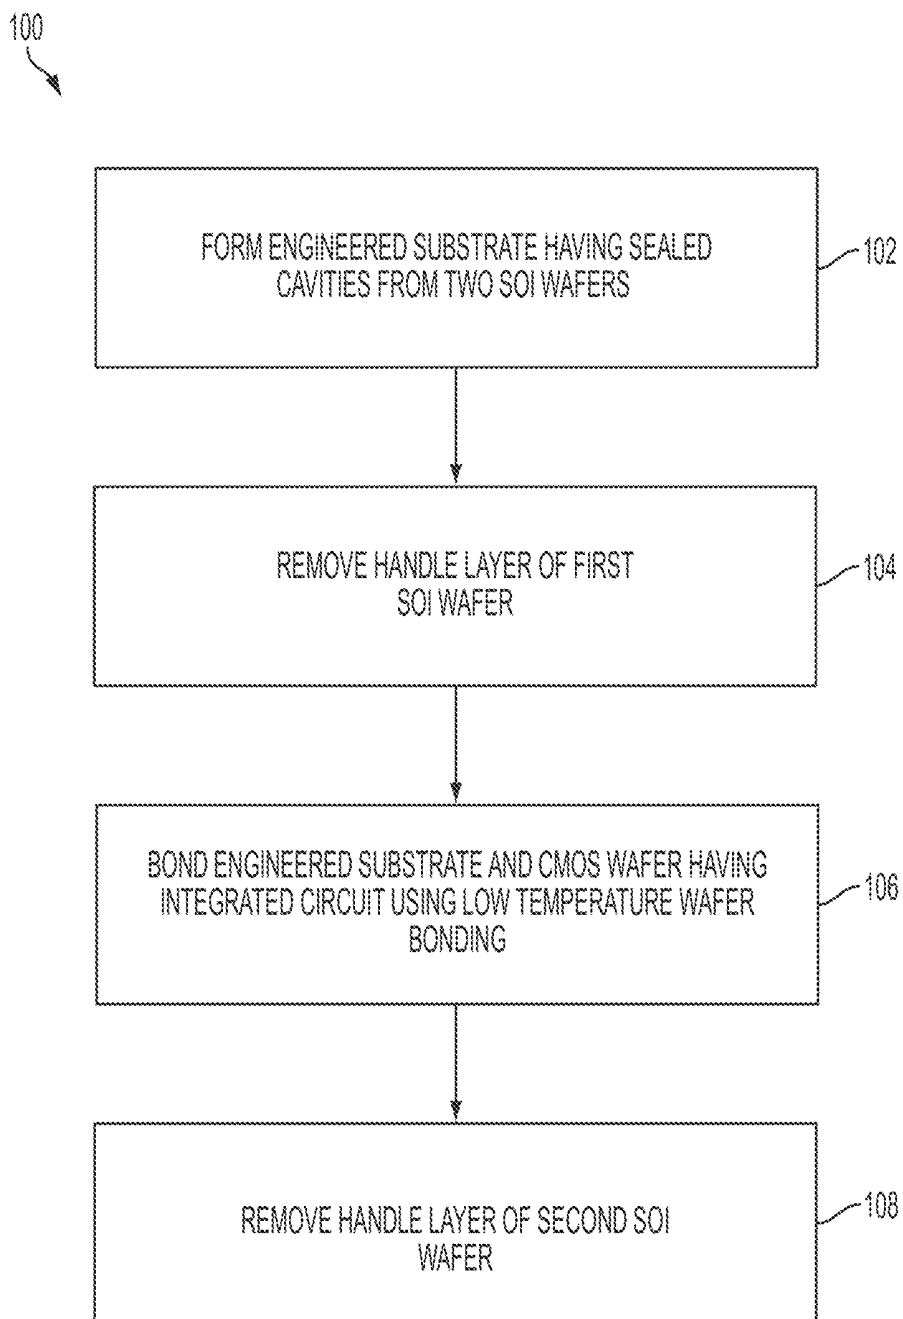 100
FORM ENGINEERED SUBSTRATE HAVING SEALED
CAVITIES FROM TWO SOI WAFERS
102
REMOVE HANDLE LAYER OF FIRST
SOI WAFER
104
BOND ENGINEERED SUBSTRATE AND CMOS WAFER HAVING
INTEGRATED CIRCUIT USING LOW TEMPERATURE WAFER
BONDING
106
REMOVE HANDLE LAYER OF SECOND SOI
WAFER
108